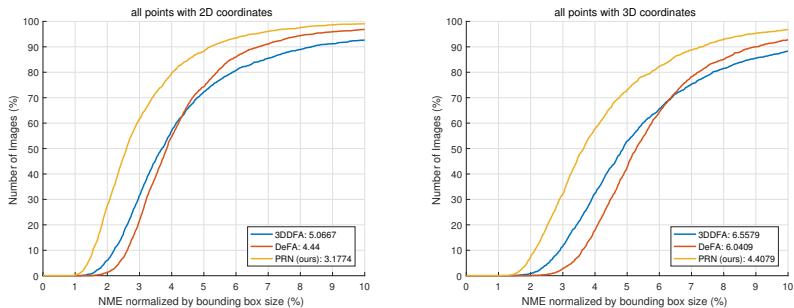 all points with 2D coordinates
Number of Images (%)
100
90
80
70
60
50
40
30
20
10
0
0 1 2 3 4 5 6 7 8 9 10
NME normalized by bounding box size (%)
3DDFA: 5.0667
DeFA: 4.44
PRN (ours): 3.1774
all points with 3D coordinates
Number of Images (%)
100
90
80
70
60
50
40
30
20
10
0
0 1 2 3 4 5 6 7 8 9 10
NME normalized by bounding box size (%)
3DDFA: 6.5579
DeFA: 6.0409
PRN (ours): 4.4079